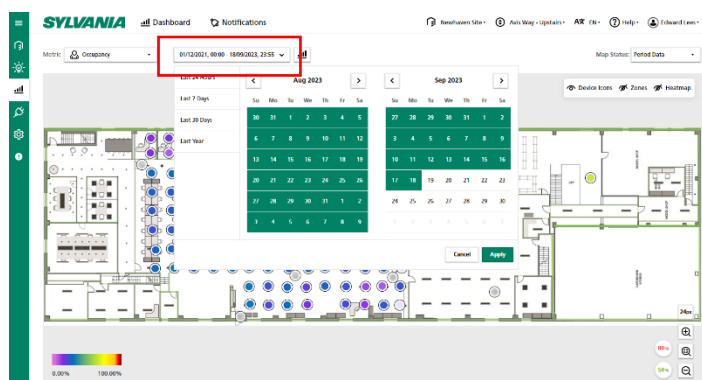 SYLVANIA Dashboard Notifications Newhaven Site Axis Way - Upstairs EN Help Edward Lees
Metric Occupancy 01/12/2021, 00:00 18/09/2023, 23:55 Map Status: Period Data
Device Icons Zones Heatmap
Last 24 Hours
Last 7 Days
Last 30 Days
Last Year
< Aug 2023 >
Su Mo Tu We Th Fr Sa
30 31 1 2 3 4 5
6 7 8 9 10 11 12
13 14 15 16 17 18 19
20 21 22 23 24 25 26
27 28 29 30 31 1 2
3 4 5 6 7 8 9
< Sep 2023 >
Su Mo Tu We Th Fr Sa
27 28 29 30 31 1 2
3 4 5 6 7 8 9
10 11 12 13 14 15 16
17 18 19 20 21 22 23
24 25 26 27 28 29 30
Cancel Apply
24px
80%
50%
0.00% 100.00%